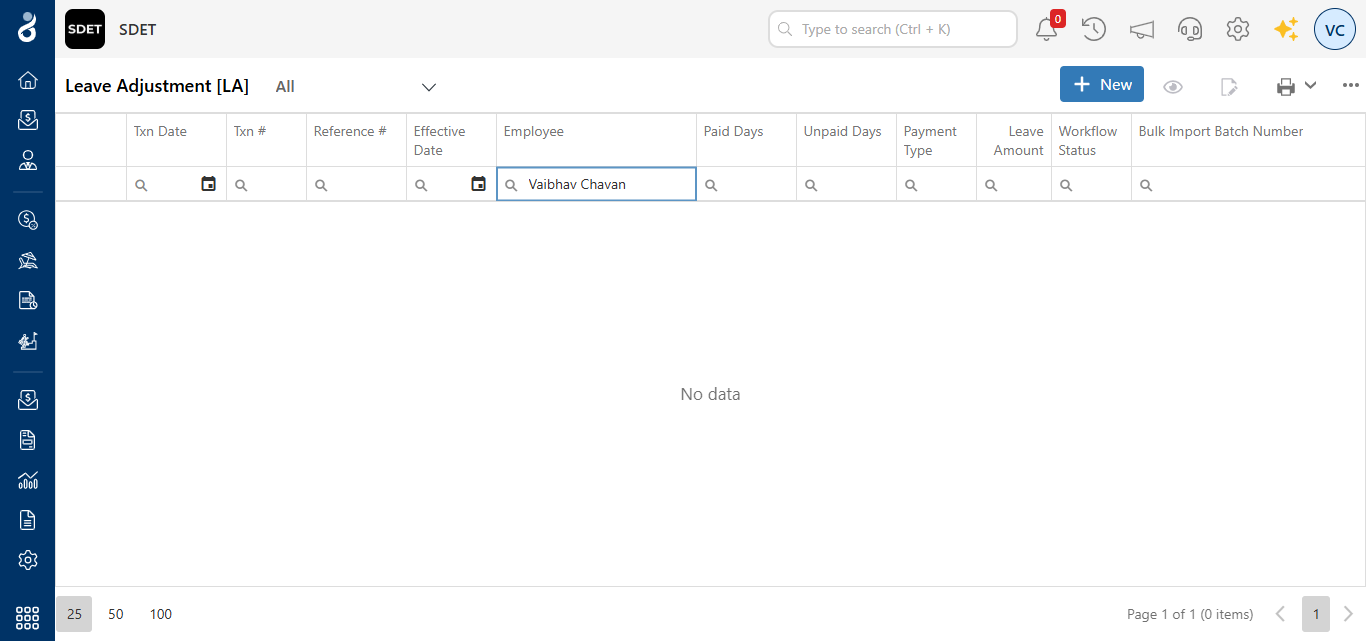 SDET SDET Type to search (Ctrl + K) 0 VC
Leave Adjustment [LA] All New
Txn Date Txn # Reference # Effective Date Employee Paid Days Unpaid Days Payment Type Leave Amount Workflow Status Bulk Import Batch Number
Vaibhav Chavan
No data
25 50 100 Page 1 of 1 (0 items) 1